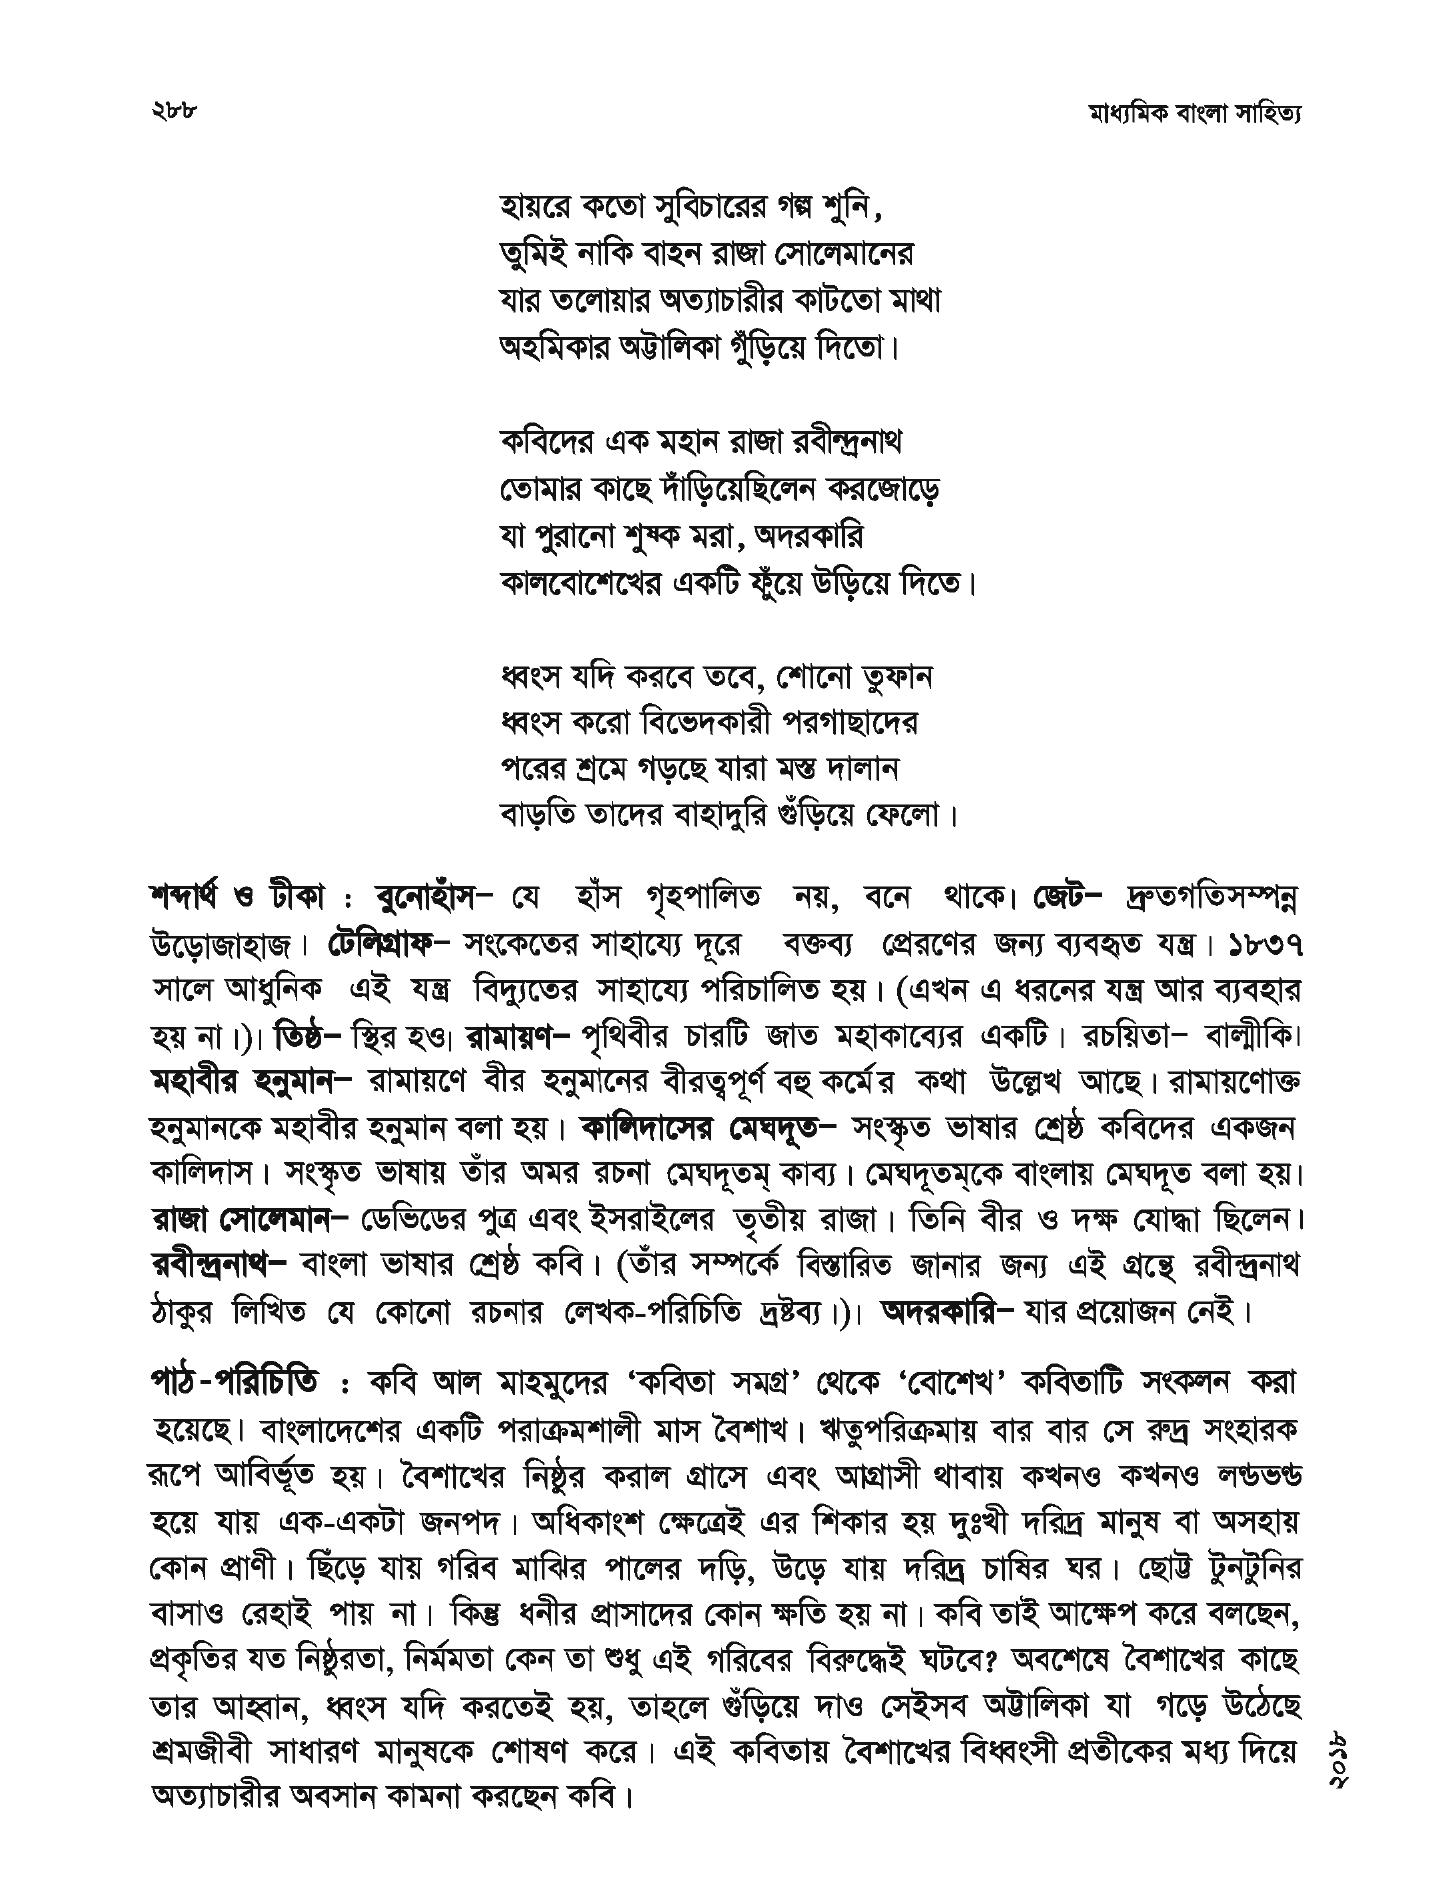 ২৮৮
মাধ্যমিক বাংলা সাহিত্য
হায়রে কতো সুবিচারের গল্প শুনি,
তুমিই নাকি বাহন রাজা সোলেমানের
যার তলোয়ার অত্যাচারীর কাটতো মাথা
অহমিকার অট্টালিকা গুঁড়িয়ে দিতো।
কবিদের এক মহান রাজা রবীন্দ্রনাথ
তোমার কাছে দাঁড়িয়েছিলেন করজোড়ে
যা পুরানো শুষ্ক মরা, অদরকারি
কালবোশেখের একটি ফুঁয়ে উড়িয়ে দিতে।
ধ্বংস যদি করবে তবে, শোনো তুফান
ধ্বংস করো বিভেদকারী পরগাছাদের
পরের শ্রমে গড়ছে যারা মস্ত দালান
বাড়তি তাদের বাহাদুরি গুঁড়িয়ে ফেলো।
শব্দার্থ ও টীকা : বুনোহাঁস– যে হাঁস গৃহপালিত নয়, বনে থাকে। জেট– দ্রুতগতিসম্পন্ন
উড়োজাহাজ। টেলিগ্রাফ– সংকেতের সাহায্যে দূরে বক্তব্য প্রেরণের জন্য ব্যবহৃত যন্ত্র। ১৮৩৭
সালে আধুনিক এই যন্ত্র বিদ্যুতের সাহায্যে পরিচালিত হয়। (এখন এ ধরনের যন্ত্র আর ব্যবহার
হয় না।)। তিষ্ঠ– স্থির হও। রামায়ণ– পৃথিবীর চারটি জাত মহাকাব্যের একটি। রচয়িতা– বাল্মীকি।
মহাবীর হনুমান– রামায়ণে বীর হনুমানের বীরত্বপূর্ণ বহু কর্মের কথা উল্লেখ আছে। রামায়ণোক্ত
হনুমানকে মহাবীর হনুমান বলা হয়। কালিদাসের মেঘদূত– সংস্কৃত ভাষার শ্রেষ্ঠ কবিদের একজন
কালিদাস। সংস্কৃত ভাষায় তাঁর অমর রচনা মেঘদূতম্ কাব্য। মেঘদূতম্‌কে বাংলায় মেঘদূত বলা হয়।
রাজা সোলেমান– ডেভিডের পুত্র এবং ইসরাইলের তৃতীয় রাজা। তিনি বীর ও দক্ষ যোদ্ধা ছিলেন।
রবীন্দ্রনাথ– বাংলা ভাষার শ্রেষ্ঠ কবি। (তাঁর সম্পর্কে বিস্তারিত জানার জন্য এই গ্রন্থে রবীন্দ্রনাথ
ঠাকুর লিখিত যে কোনো রচনার লেখক-পরিচিতি দ্রষ্টব্য।)। অদরকারি– যার প্রয়োজন নেই।
পাঠ-পরিচিতি : কবি আল মাহমুদের ‘কবিতা সমগ্র’ থেকে ‘বোশেখ’ কবিতাটি সংকলন করা
হয়েছে। বাংলাদেশের একটি পরাক্রমশালী মাস বৈশাখ। ঋতুপরিক্রমায় বার বার সে রুদ্র সংহারক
রূপে আবির্ভূত হয়। বৈশাখের নিষ্ঠুর করাল গ্রাসে এবং আগ্রাসী থাবায় কখনও কখনও লণ্ডভণ্ড
হয়ে যায় এক-একটা জনপদ। অধিকাংশ ক্ষেত্রেই এর শিকার হয় দুঃখী দরিদ্র মানুষ বা অসহায়
কোন প্রাণী। ছিঁড়ে যায় গরিব মাঝির পালের দড়ি, উড়ে যায় দরিদ্র চাষির ঘর। ছোট্ট টুনটুনির
বাসাও রেহাই পায় না। কিন্তু ধনীর প্রাসাদের কোন ক্ষতি হয় না। কবি তাই আক্ষেপ করে বলছেন,
প্রকৃতির যত নিষ্ঠুরতা, নির্মমতা কেন তা শুধু এই গরিবের বিরুদ্ধেই ঘটবে? অবশেষে বৈশাখের কাছে
তার আহ্বান, ধ্বংস যদি করতেই হয়, তাহলে গুঁড়িয়ে দাও সেইসব অট্টালিকা যা গড়ে উঠেছে
শ্রমজীবী সাধারণ মানুষকে শোষণ করে। এই কবিতায় বৈশাখের বিধ্বংসী প্রতীকের মধ্য দিয়ে
অত্যাচারীর অবসান কামনা করছেন কবি।
২০১৮